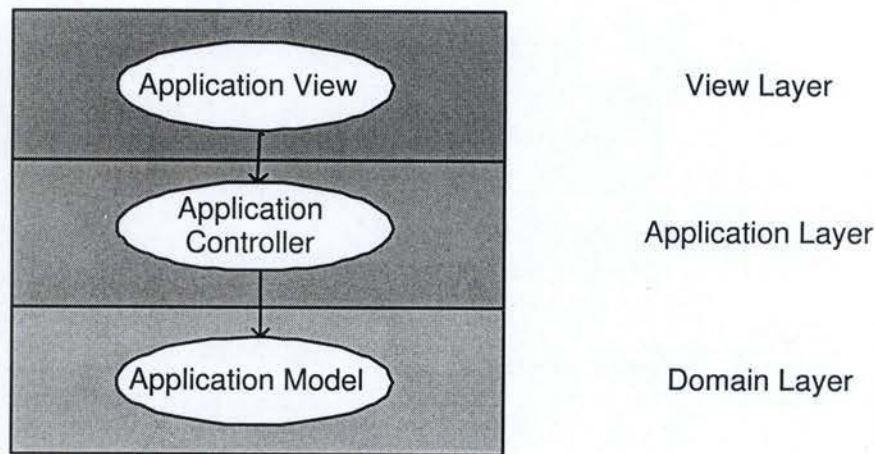 Application View
View Layer
Application
Controller
Application Layer
Application Model
Domain Layer